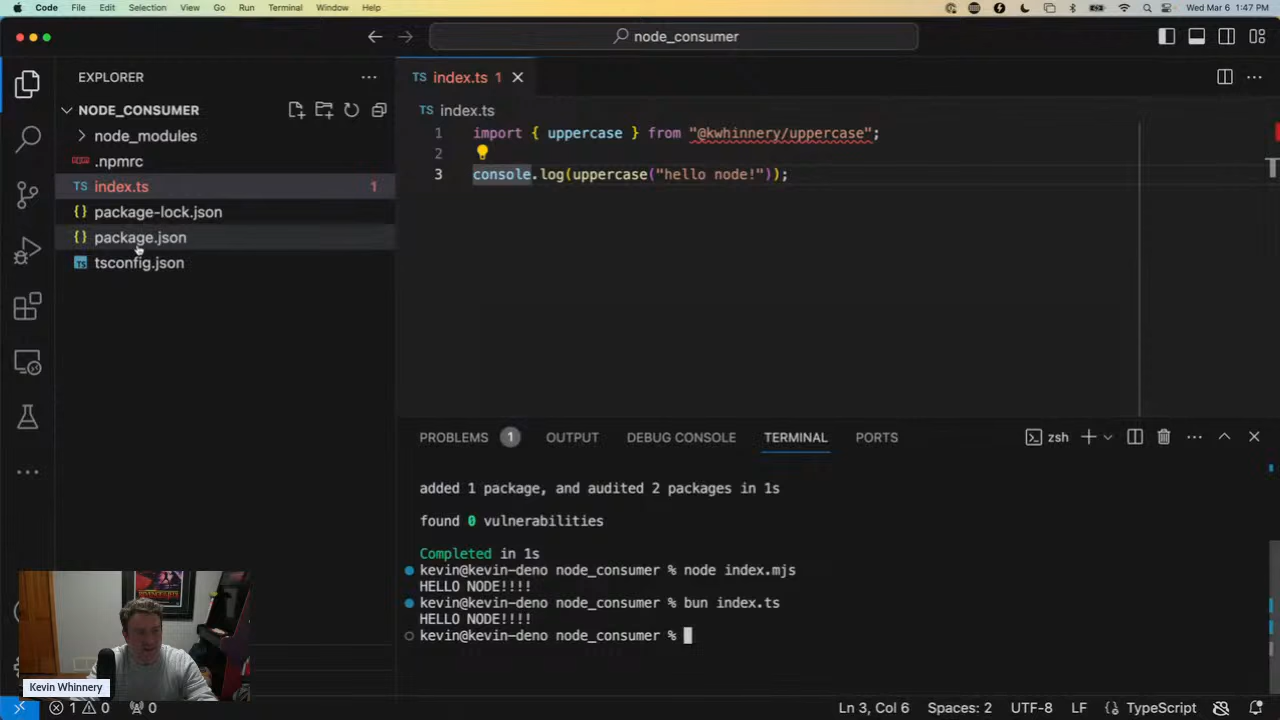 Code File Edit Selection View Go Run Terminal Window Help
Wed Mar 6 1:47 PM
node_consumer
EXPLORER
NODE_CONSUMER
node_modules
.npmrc
TS index.ts 1
{} package-lock.json
{} package.json
TS tsconfig.json
TS index.ts 1
TS index.ts
1 import { uppercase } from "@kwhinnery/uppercase";
2
3 console.log(uppercase("hello node!"));
PROBLEMS 1 OUTPUT DEBUG CONSOLE TERMINAL PORTS
zsh
added 1 package, and audited 2 packages in 1s
found 0 vulnerabilities
Completed in 1s
kevin@kevin-deno node_consumer % node index.mjs
HELLO NODE!!!!
kevin@kevin-deno node_consumer % bun index.ts
HELLO NODE!!!!
kevin@kevin-deno node_consumer %
Kevin Whinnery
1 0 0
Ln 3, Col 6 Spaces: 2 UTF-8 LF {} TypeScript